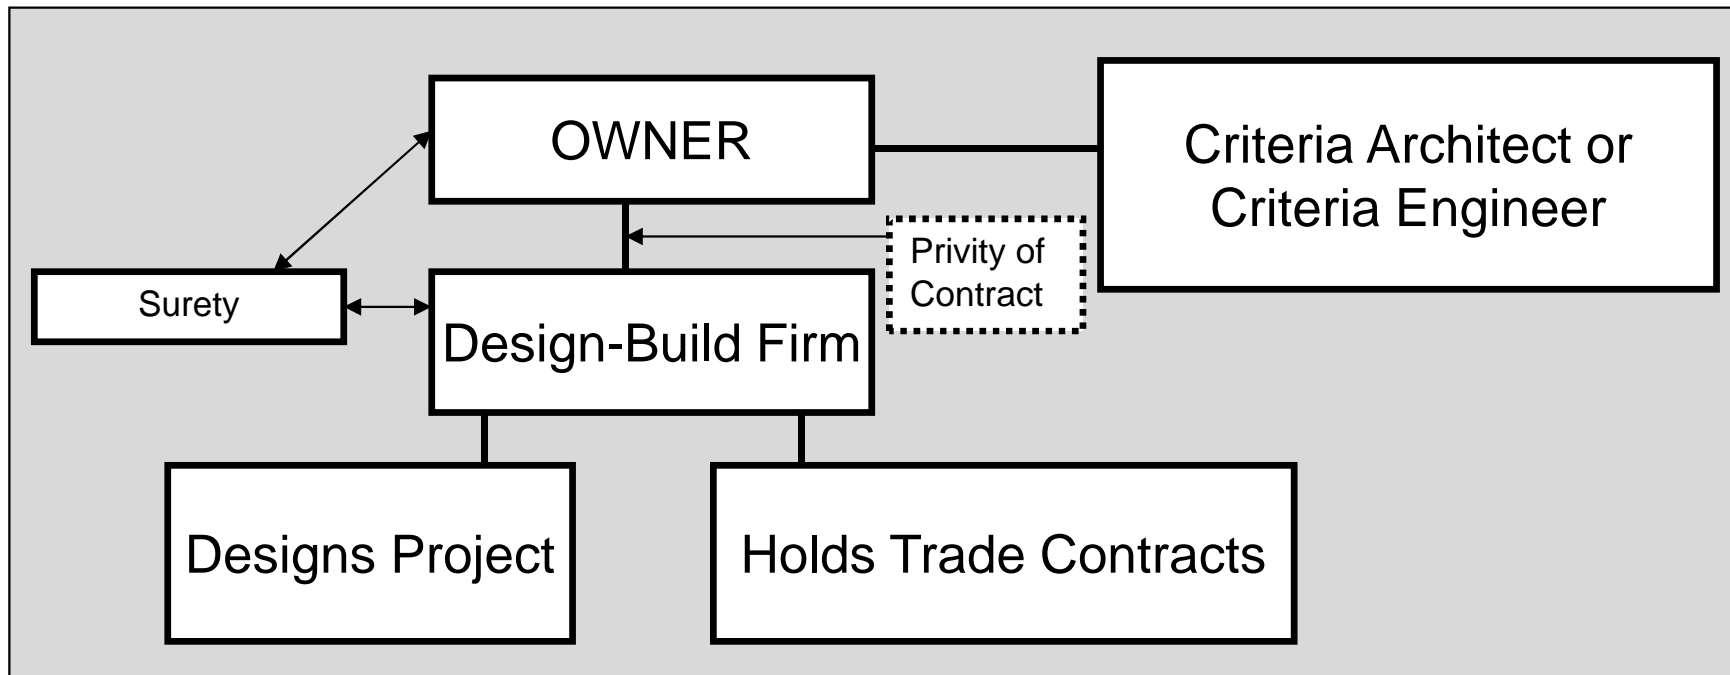 OWNER
Criteria Architect or
Criteria Engineer
Privity of
Contract
Surety
Design-Build Firm
Designs Project
Holds Trade Contracts